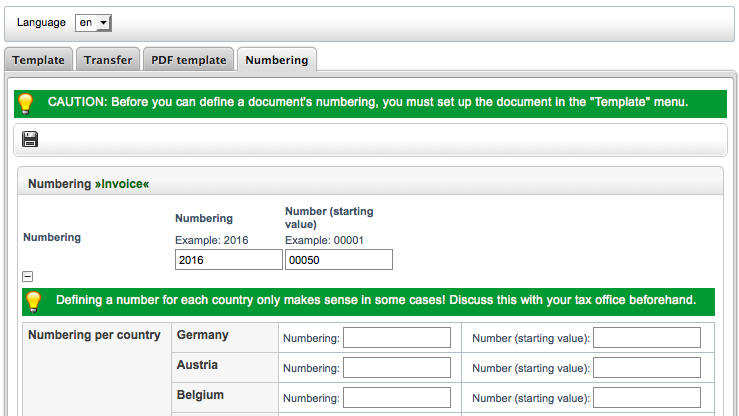 Language en
Template Transfer PDF template Numbering
CAUTION: Before you can define a document's numbering, you must set up the document in the "Template" menu.
Numbering »Invoice«
Numbering Number (starting
value)
Numbering
Example: 2016 Example: 00001
2016 00050
Defining a number for each country only makes sense in some cases! Discuss this with your tax office beforehand.
Numbering per country Germany Numbering: Number (starting value):
Austria Numbering: Number (starting value):
Belgium Numbering: Number (starting value):